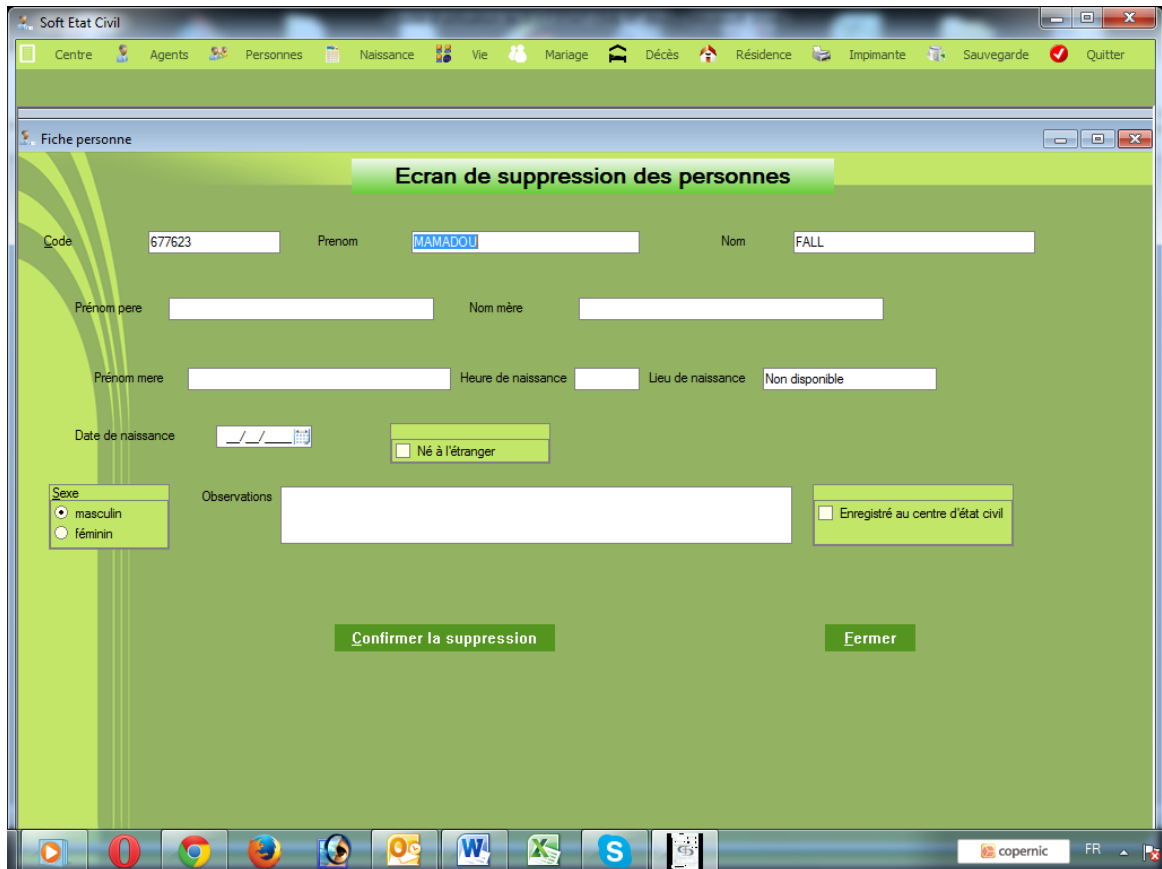 Soft Etat Civil
Centre Agents Personnes Naissance Vie Mariage Décès Résidence Impimante Sauvegarde Quitter
Fiche personne
Ecran de suppression des personnes
Code 677623 Prenom MAMADOU Nom FALL
Prénom pere Nom mère
Prénom mere Heure de naissance Lieu de naissance Non disponible
Date de naissance __/__/____
Né à l'étranger
Sexe
Observations
masculin
Enregistré au centre d'état civil
féminin
Confirmer la suppression Fermer
copernic FR